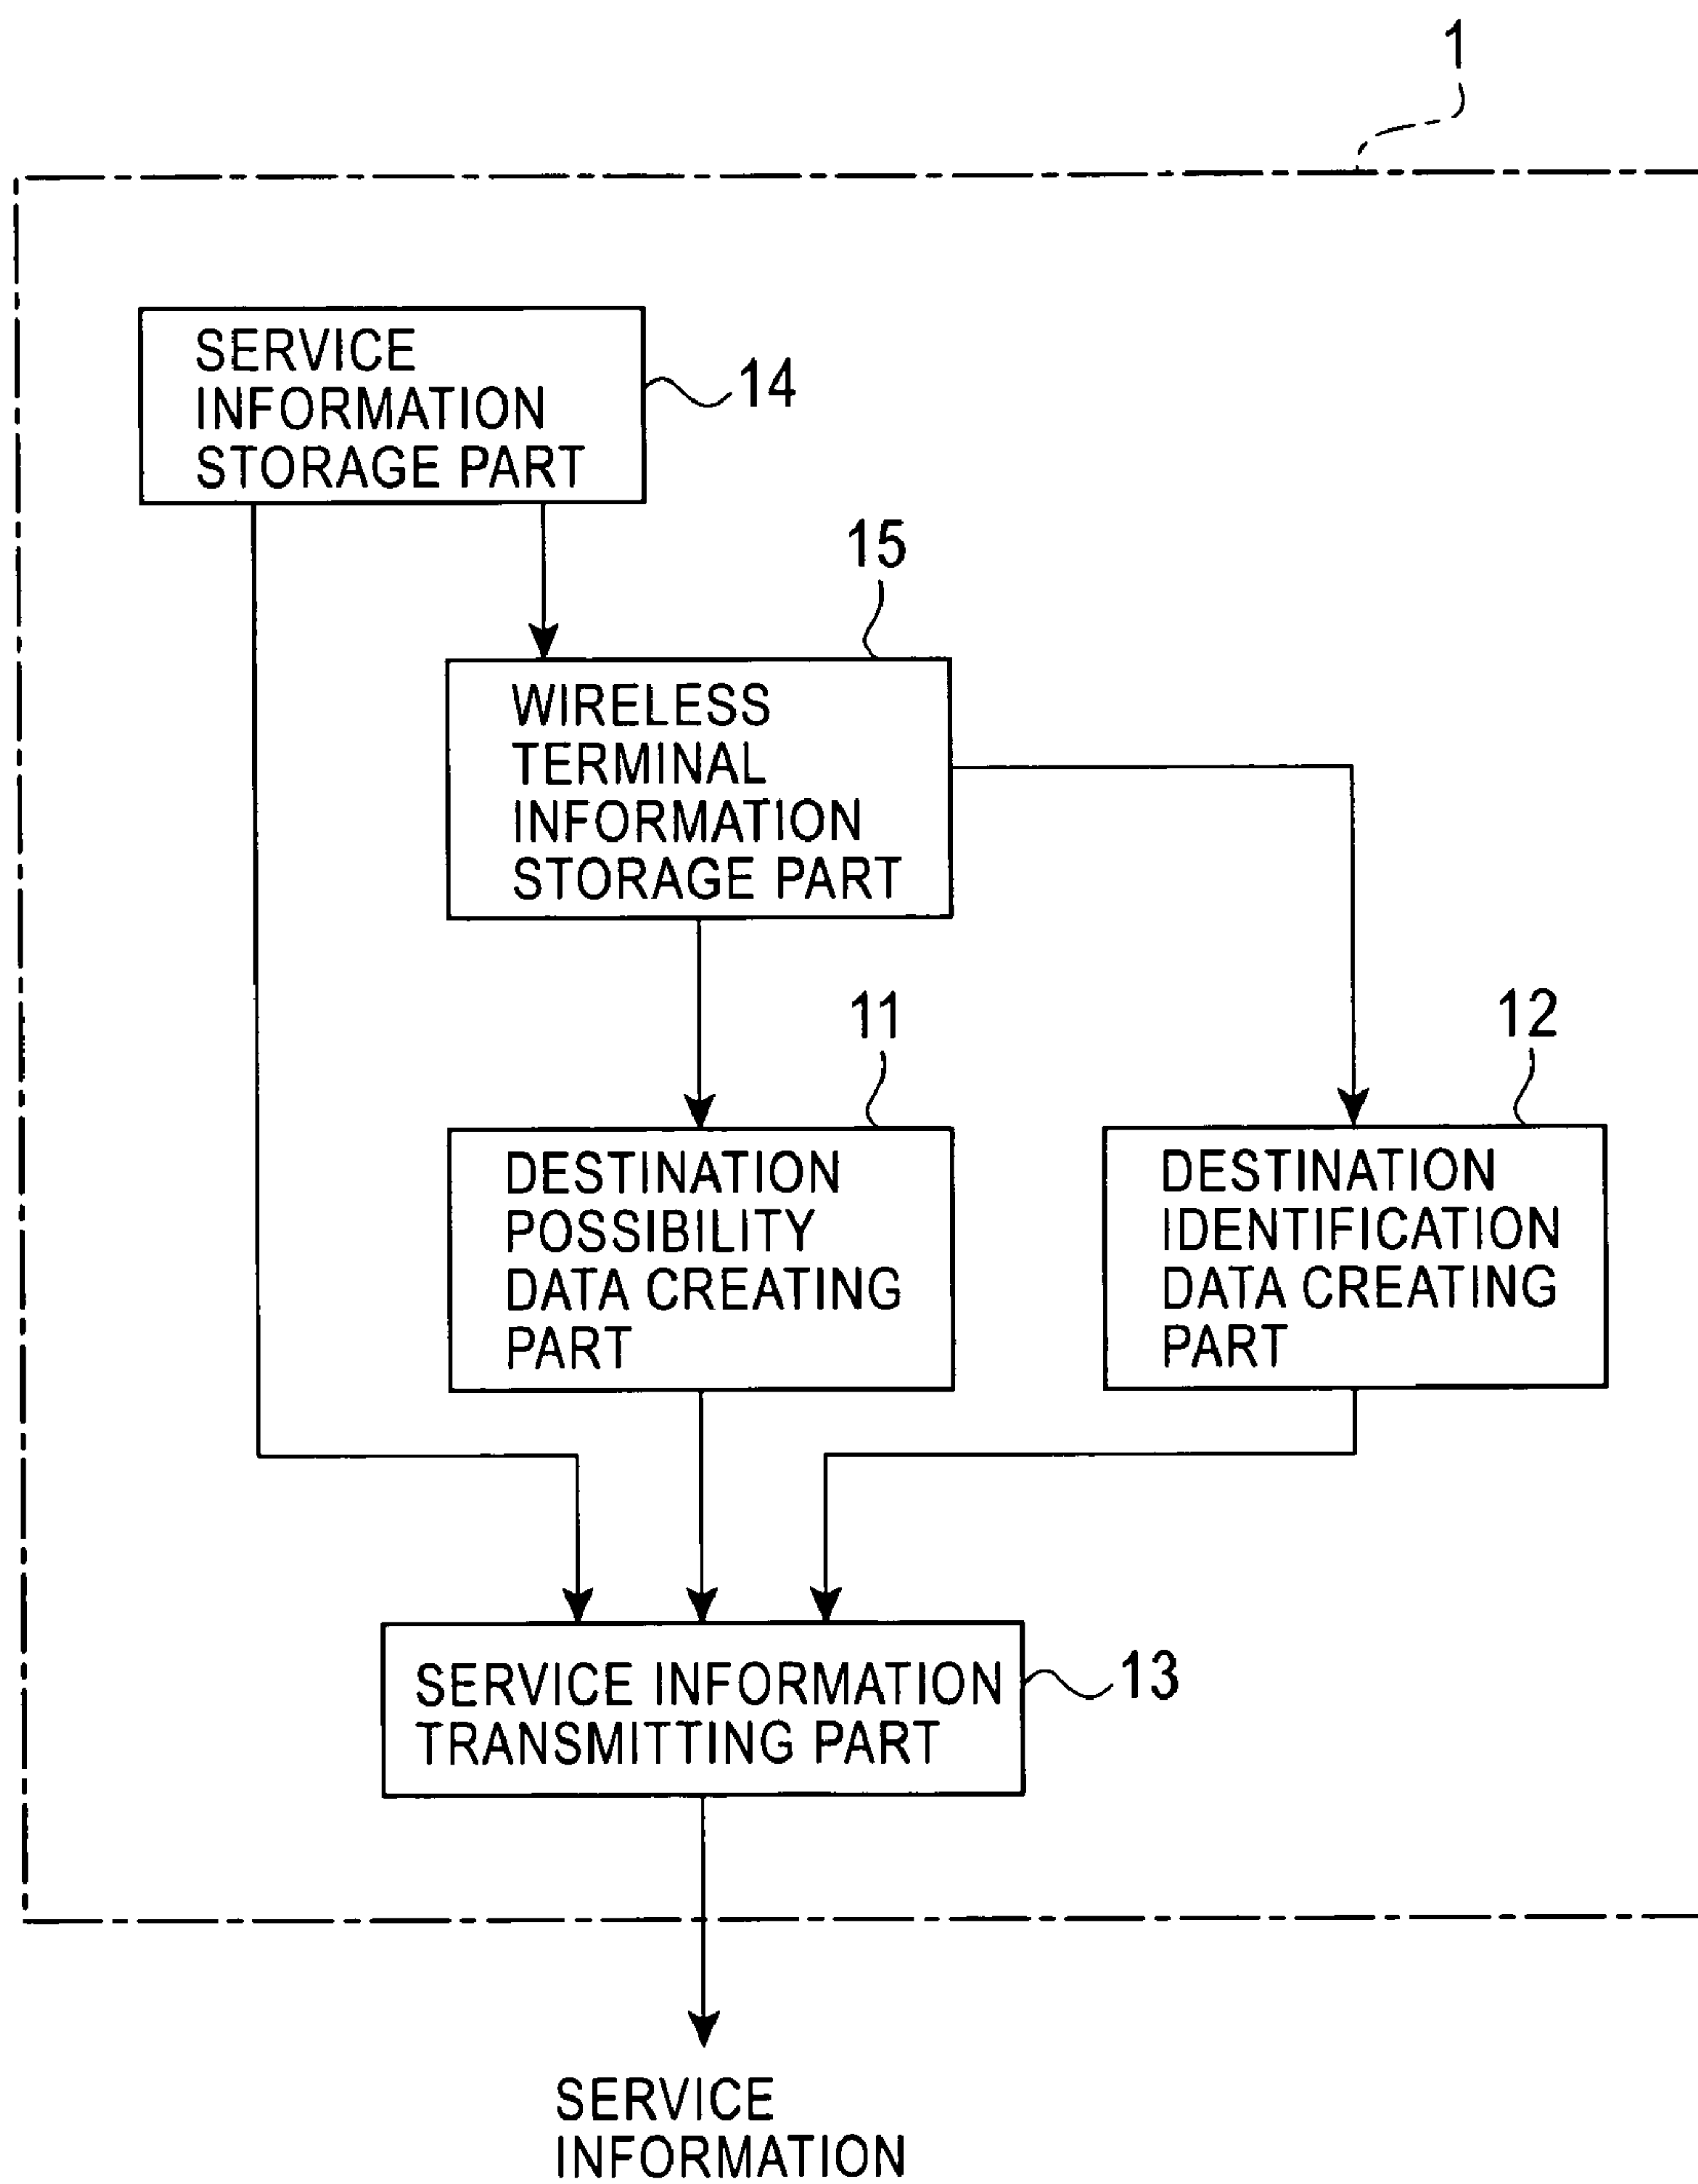 1
SERVICE
INFORMATION
STORAGE PART
14
15
WIRELESS
TERMINAL
INFORMATION
STORAGE PART
11
DESTINATION
POSSIBILITY
DATA CREATING
PART
12
DESTINATION
IDENTIFICATION
DATA CREATING
PART
SERVICE INFORMATION
TRANSMITTING PART
13
SERVICE
INFORMATION